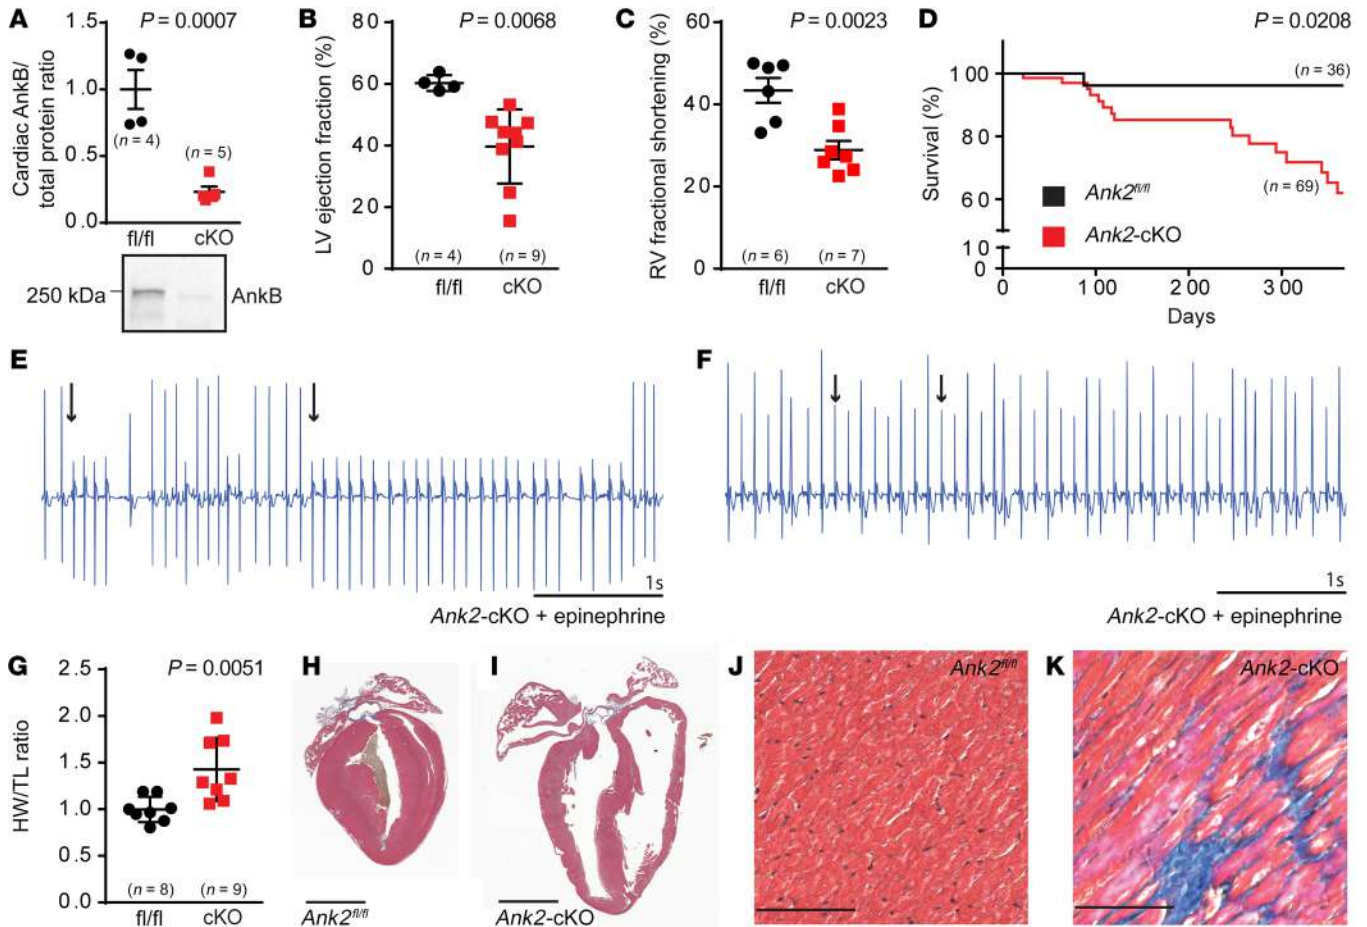 A
P = 0.0007
Cardiac AnkB/
total protein ratio
1.5
1.0
0.5
0.0
(n = 4)
(n = 5)
fl/fl
cKO
250 kDa
AnkB
B
P = 0.0068
LV ejection fraction (%)
80
60
40
20
0
(n = 4)
(n = 9)
fl/fl
cKO
C
P = 0.0023
RV fractional shortening (%)
60
40
20
0
(n = 6)
(n = 7)
fl/fl
cKO
D
P = 0.0208
Survival (%)
100
80
60
10
0
(n = 36)
(n = 69)
Ank2fl/fl
Ank2-cKO
0
100
200
300
Days
E
1s
Ank2-cKO + epinephrine
F
1s
Ank2-cKO + epinephrine
G
P = 0.0051
HW/TL ratio
2.5
2.0
1.5
1.0
0.5
0.0
(n = 8)
(n = 9)
fl/fl
cKO
H
Ank2fl/fl
I
Ank2-cKO
J
Ank2fl/fl
K
Ank2-cKO